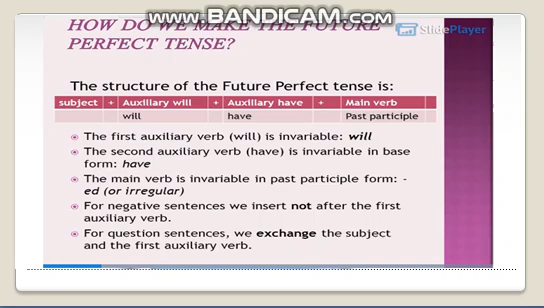 www.BANDICAM.com
HOW DO WE MAKE THE FUTURE
PERFECT TENSE?
SlidePlayer
The structure of the Future Perfect tense is:
subject + Auxiliary will + Auxiliary have + Main verb
will have Past participle
The first auxiliary verb (will) is invariable: will
The second auxiliary verb (have) is invariable in base
form: have
The main verb is invariable in past participle form: -
ed (or irregular)
For negative sentences we insert not after the first
auxiliary verb.
For question sentences, we exchange the subject
and the first auxiliary verb.